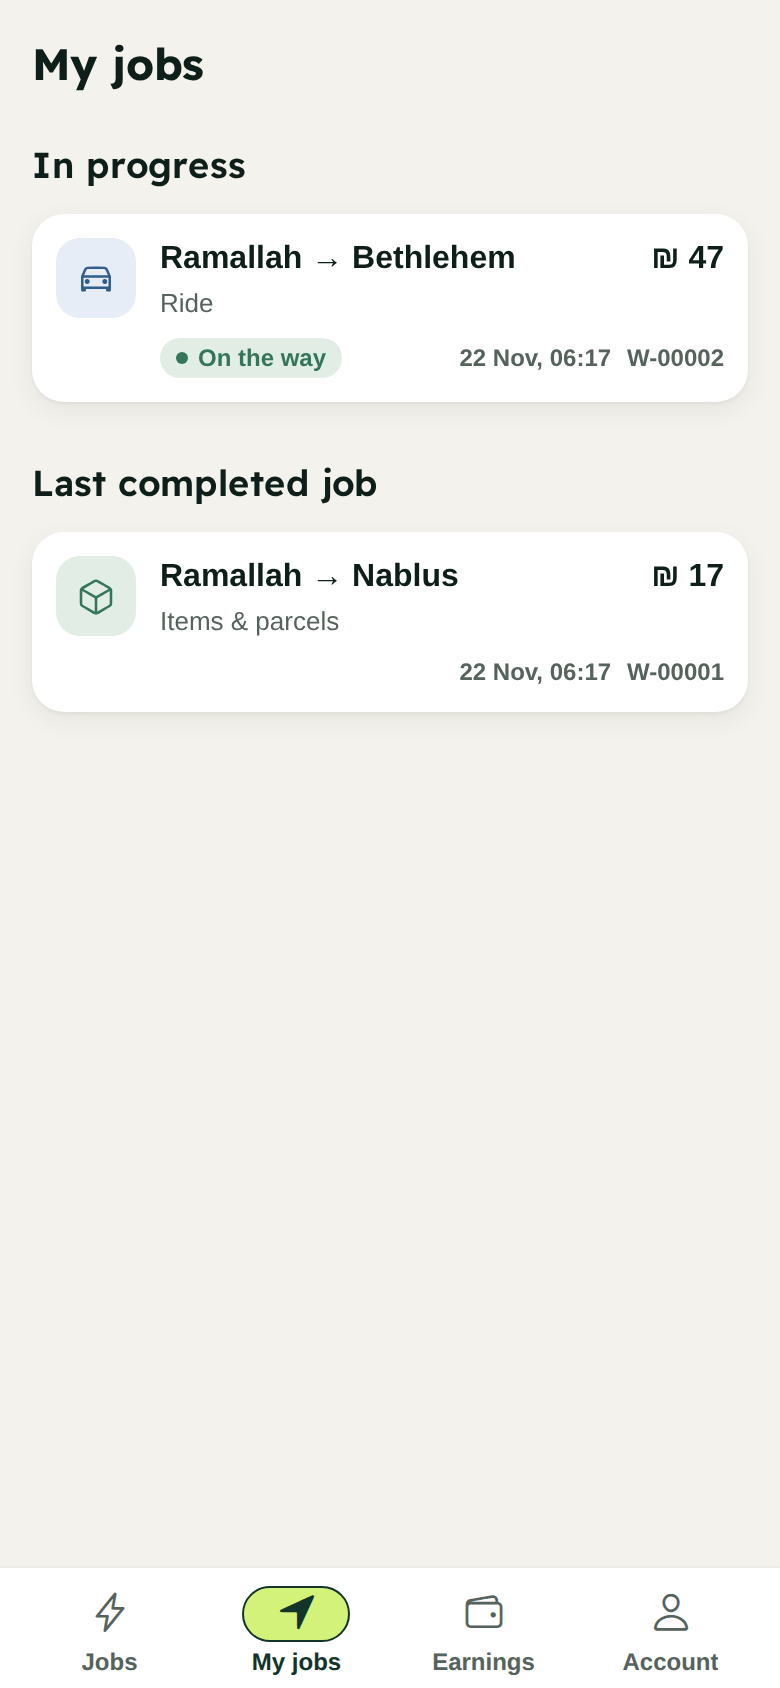 My jobs
In progress
Ramallah → Bethlehem ₪ 47
Ride
On the way 22 Nov, 06:17 W-00002
Last completed job
Ramallah → Nablus ₪ 17
Items & parcels
22 Nov, 06:17 W-00001
Jobs My jobs Earnings Account